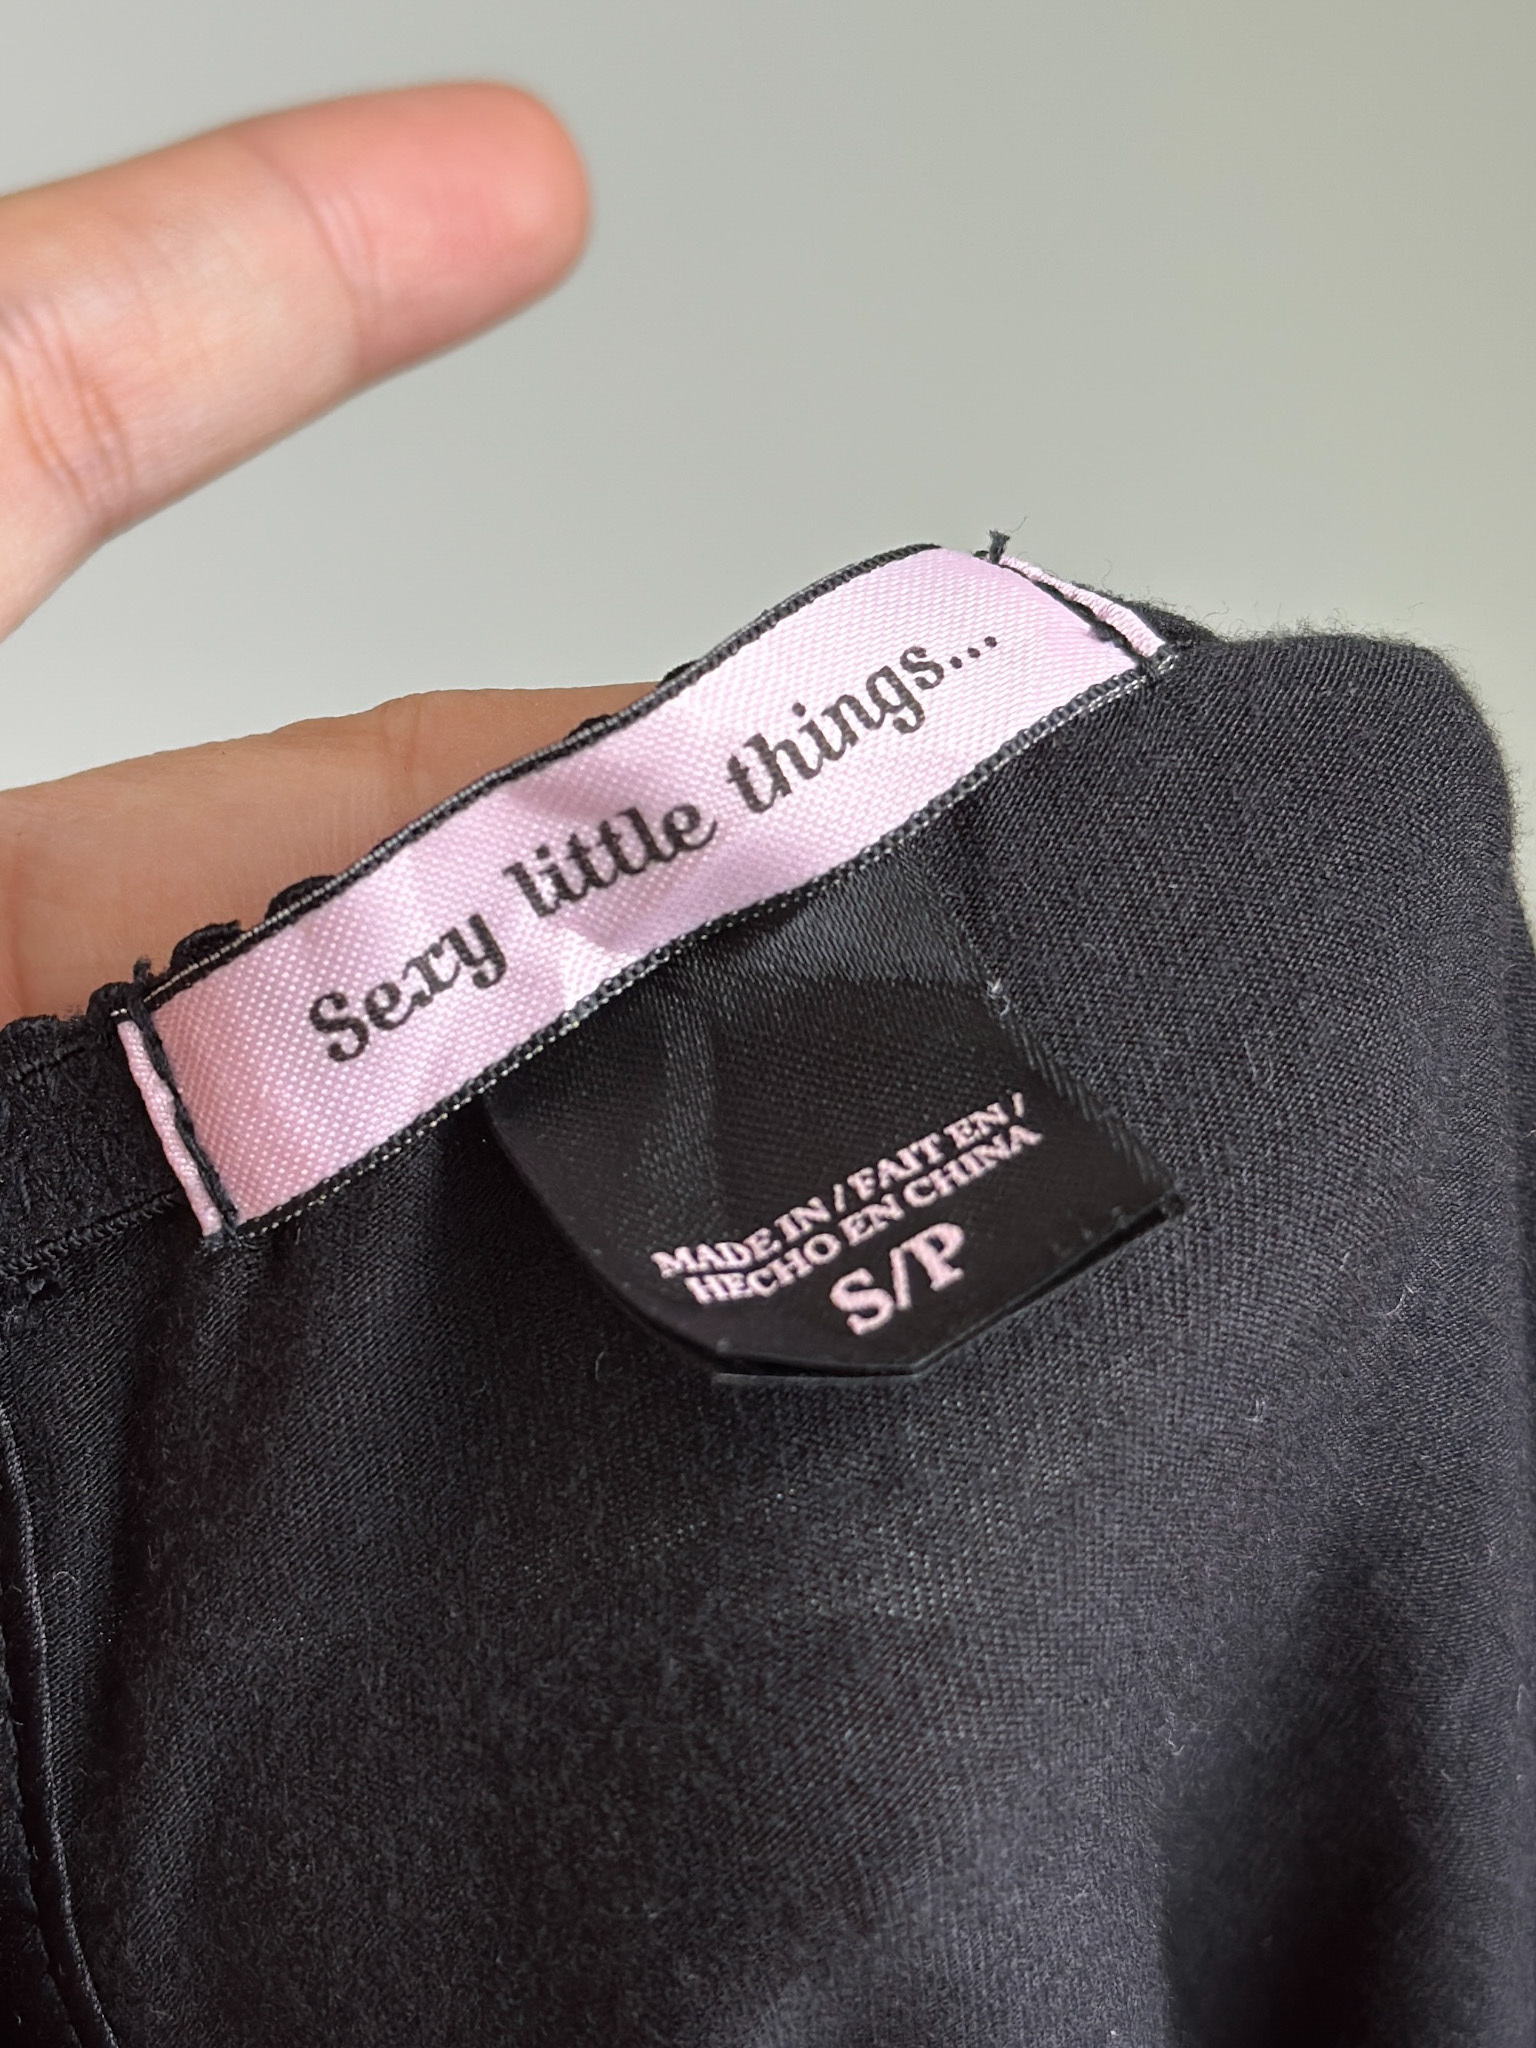 Sexy little things...
MADE IN / FAIT EN /
HECHO EN CHINA
S/P